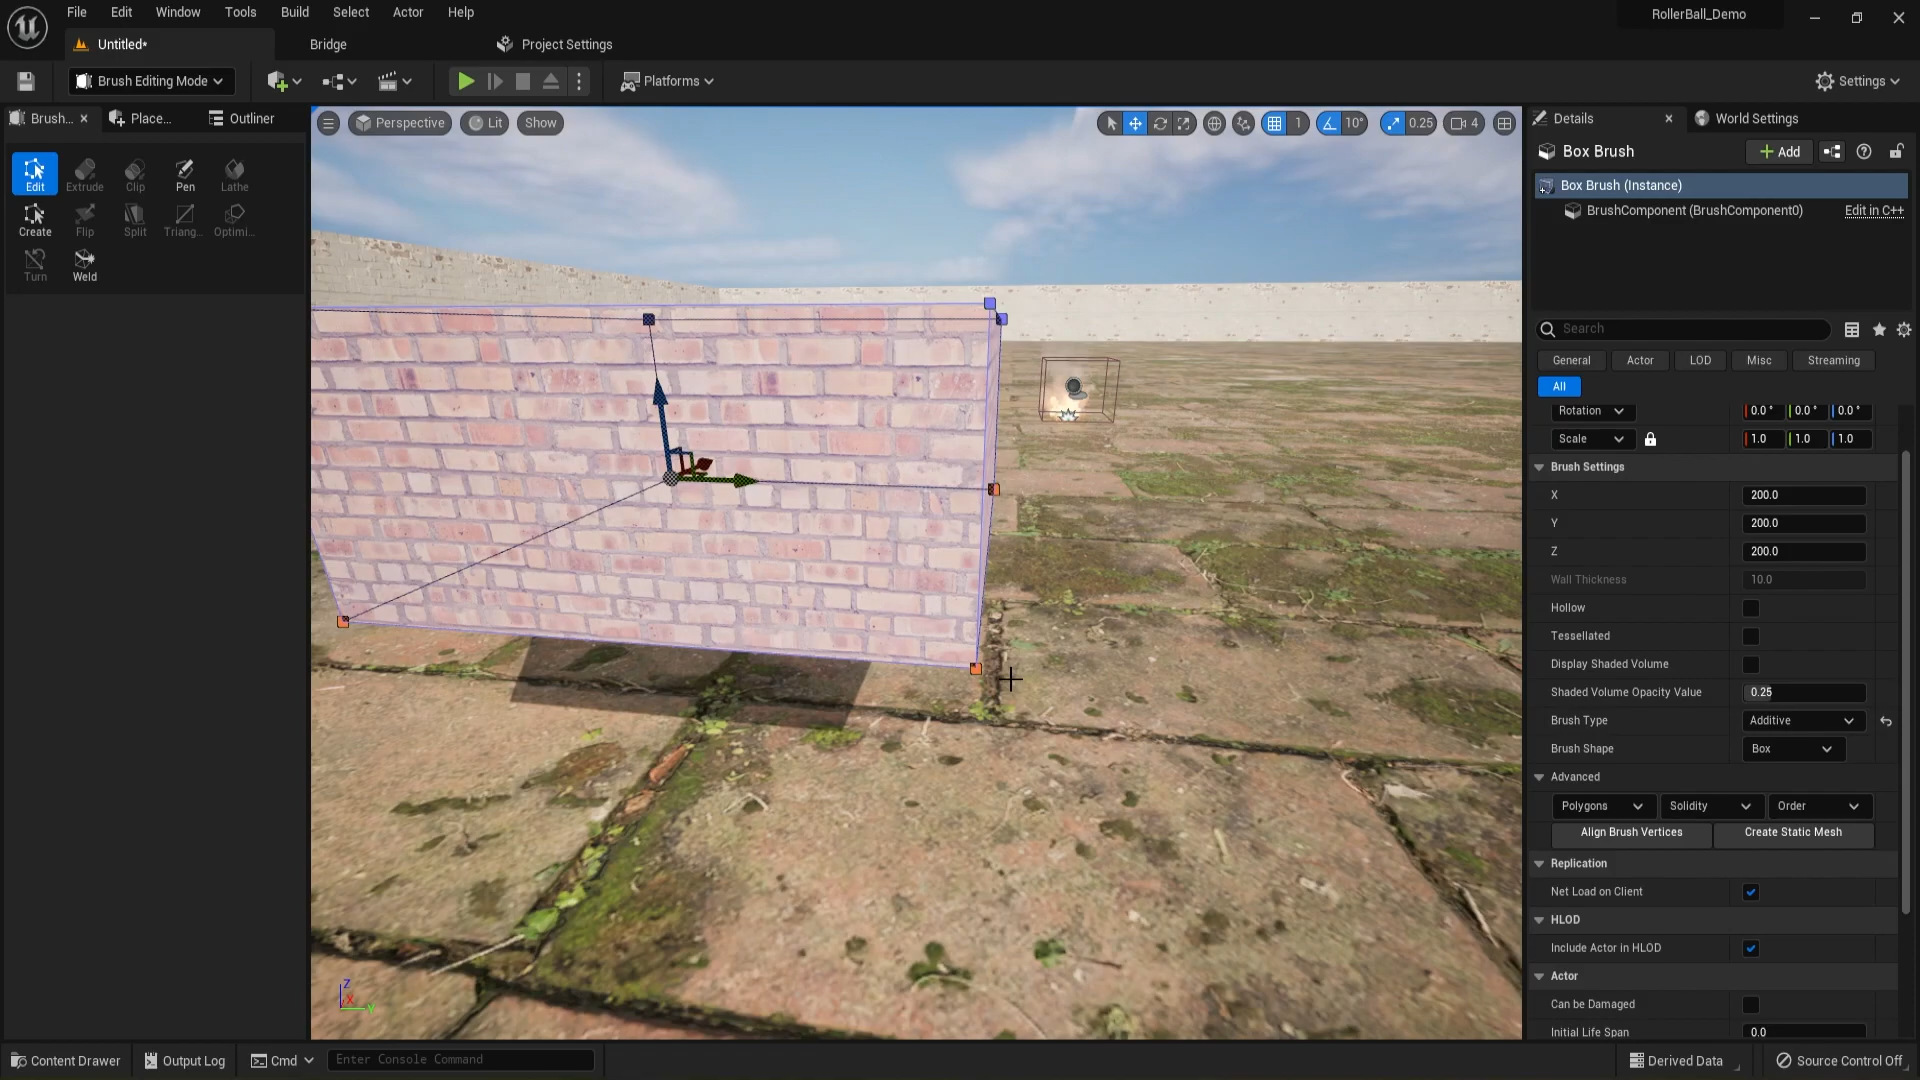 File Edit Window Tools Build Select Actor Help
RollerBall_Demo
Untitled* Bridge Project Settings
Brush Editing Mode Platforms Settings
Brush... Place... Outliner
Perspective Lit Show 1 10° 0.25 4
Details World Settings
Box Brush Add
Edit Extrude Clip Pen Lathe
Create Flip Split Triang... Optimi...
Turn Weld
Box Brush (Instance)
BrushComponent (BrushComponent0) Edit in C++
Search
General Actor LOD Misc Streaming
All
Rotation 0.0° 0.0° 0.0°
Scale 1.0 1.0 1.0
Brush Settings
X 200.0
Y 200.0
Z 200.0
Wall Thickness 10.0
Hollow
Tessellated
Display Shaded Volume
Shaded Volume Opacity Value 0.25
Brush Type Additive
Brush Shape Box
Advanced
Polygons Solidity Order
Align Brush Vertices Create Static Mesh
Replication
Net Load on Client
HLOD
Include Actor in HLOD
Actor
Can be Damaged
Initial Life Span 0.0
Z
X
Y
Content Drawer Output Log Cmd Enter Console Command Derived Data Source Control Off